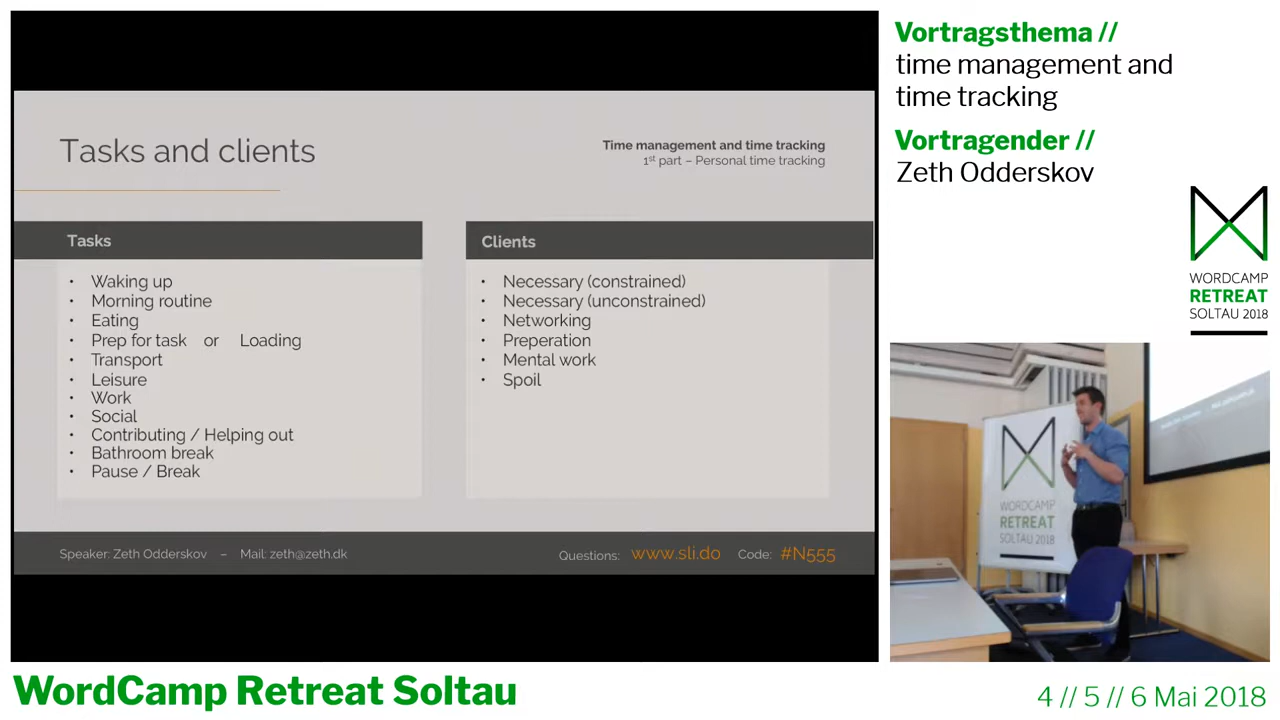 Tasks and clients
Time management and time tracking
1st part – Personal time tracking
Tasks
• Waking up
• Morning routine
• Eating
• Prep for task or Loading
• Transport
• Leisure
• Work
• Social
• Contributing / Helping out
• Bathroom break
• Pause / Break
Clients
• Necessary (constrained)
• Necessary (unconstrained)
• Networking
• Preperation
• Mental work
• Spoil
Speaker: Zeth Odderskov – Mail: zeth@zeth.dk
Questions: www.sli.do Code: #N555
Vortragsthema //
time management and
time tracking
Vortragender //
Zeth Odderskov
WORDCAMP
RETREAT
SOLTAU 2018
WORDCAMP
RETREAT
SOLTAU 2018
WordCamp Retreat Soltau
4 // 5 // 6 Mai 2018